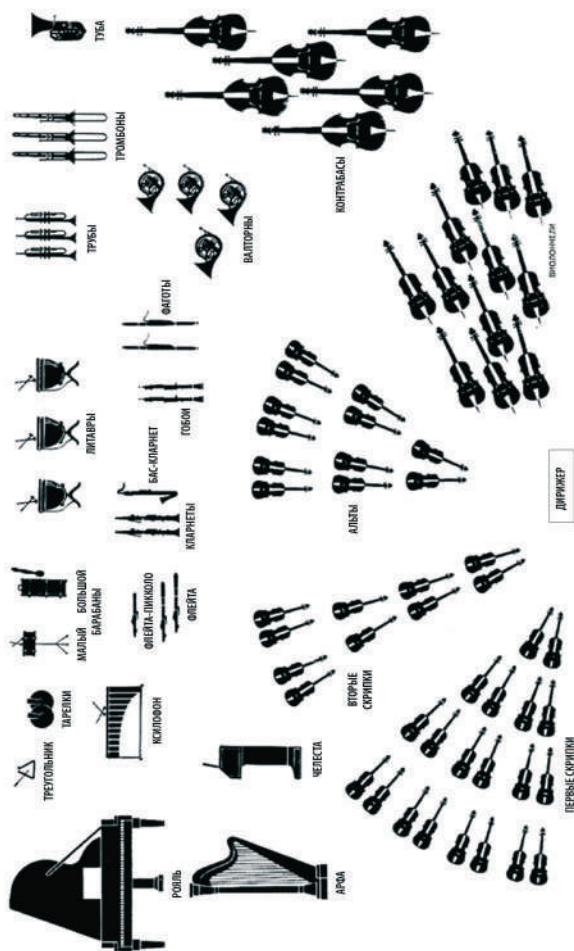 ТРЕУГОЛЬНИК
ТАРЕЛКИ
МАЛЫЙ
БОЛЬШОЙ
БАРАБАНЫ
ЛИТАВРЫ
ТРУБЫ
ТРОМБОНЫ
ТУБА
РОЯЛЬ
КСИЛОФОН
ФЛЕЙТА-ПИККОЛО
ФЛЕЙТА
КЛАРНЕТЫ
БАС-КЛАРНЕТ
ГОБОИ
ФАГОТЫ
ВАЛТОРНЫ
АРФА
ЧЕЛЕСТА
ВТОРЫЕ
СКРИПКИ
АЛЬТЫ
КОНТРАБАСЫ
ПЕРВЫЕ СКРИПКИ
ВИОЛОНЧЕЛИ
ДИРИЖЕР